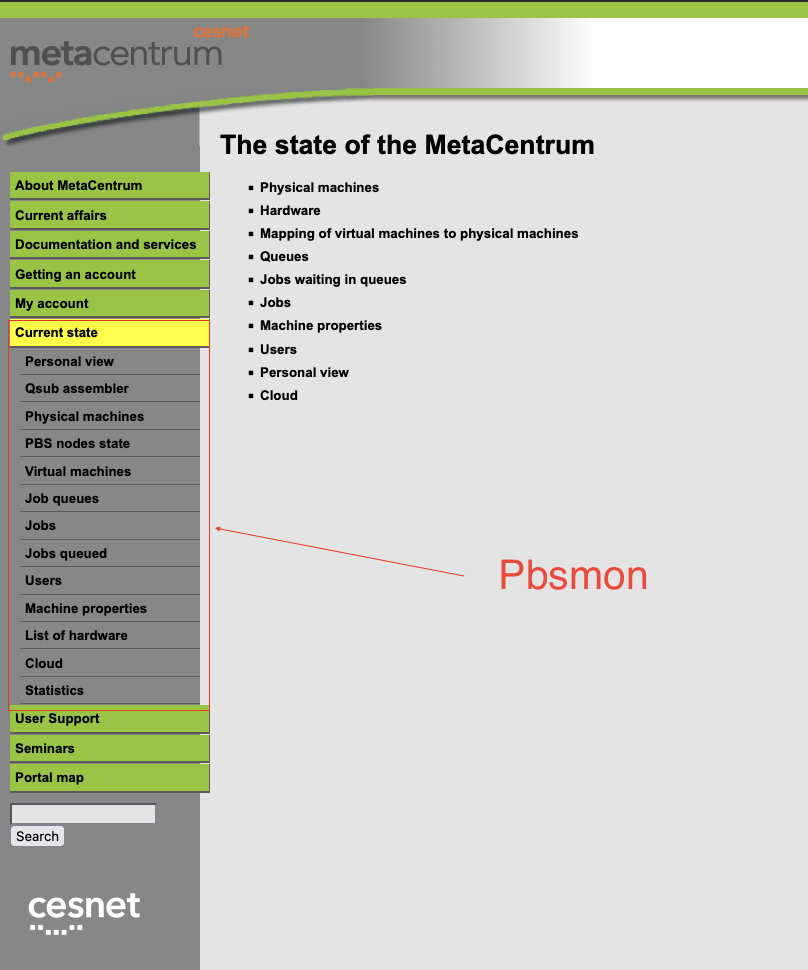 cesnet
metacentrum
The state of the MetaCentrum
Physical machines
Hardware
Mapping of virtual machines to physical machines
Queues
Jobs waiting in queues
Jobs
Machine properties
Users
Personal view
Cloud
About MetaCentrum
Current affairs
Documentation and services
Getting an account
My account
Current state
Personal view
Qsub assembler
Physical machines
PBS nodes state
Virtual machines
Job queues
Jobs
Jobs queued
Users
Machine properties
List of hardware
Cloud
Statistics
User Support
Seminars
Portal map
Search
Pbsmon
cesnet